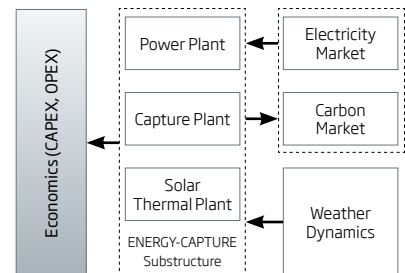 Economics (CAPEX, OPEX)
Power Plant
Capture Plant
Solar
Thermal Plant
ENERGY-CAPTURE
Substructure
Electricity
Market
Carbon
Market
Weather
Dynamics